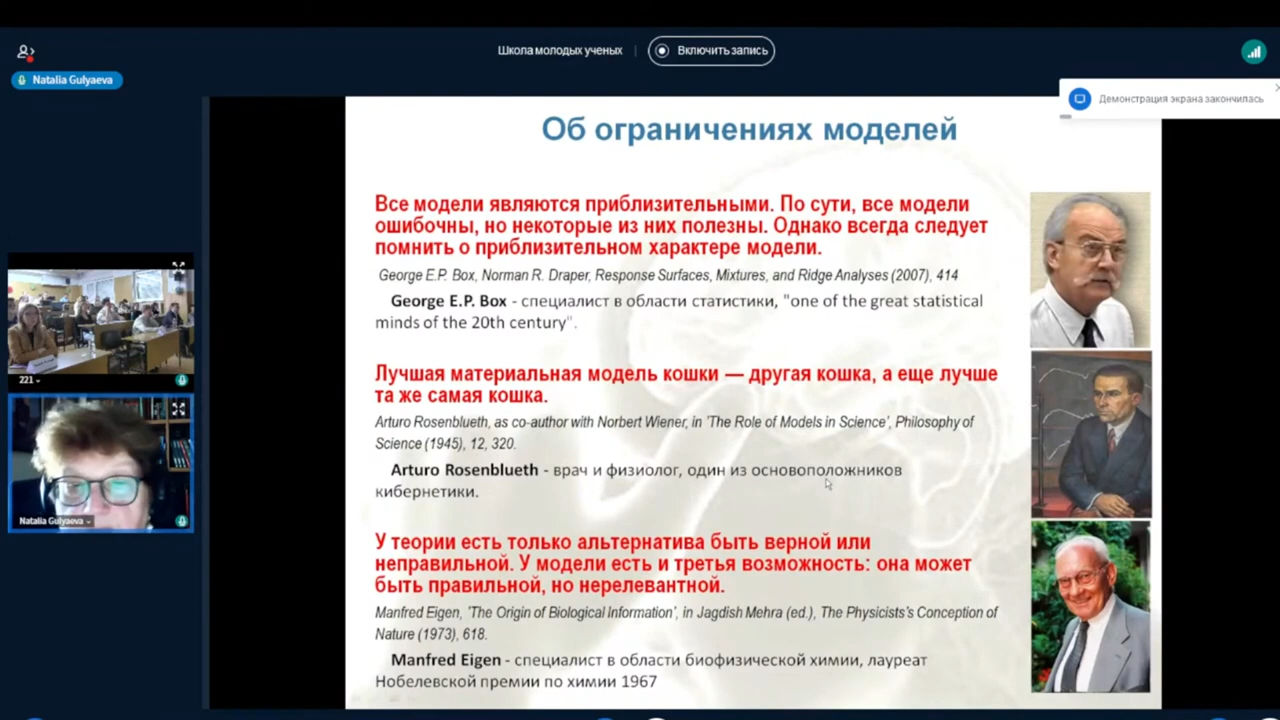 Школа молодых ученых
Включить запись
Natalia Gulyaeva
Демонстрация экрана закончилась
Об ограничениях моделей
Все модели являются приблизительными. По сути, все модели
ошибочны, но некоторые из них полезны. Однако всегда следует
помнить о приблизительном характере модели.
George E.P. Box, Norman R. Draper, Response Surfaces, Mixtures, and Ridge Analyses (2007), 414
George E.P. Box - специалист в области статистики, "one of the great statistical
minds of the 20th century".
Лучшая материальная модель кошки — другая кошка, а еще лучше
та же самая кошка.
Arturo Rosenblueth, as co-author with Norbert Wiener, in 'The Role of Models in Science', Philosophy of
Science (1945), 12, 320.
Arturo Rosenblueth - врач и физиолог, один из основоположников
кибернетики.
У теории есть только альтернатива быть верной или
неправильной. У модели есть и третья возможность: она может
быть правильной, но нерелевантной.
Manfred Eigen, 'The Origin of Biological Information', in Jagdish Mehra (ed.), The Physicists's Conception of
Nature (1973), 618.
Manfred Eigen - специалист в области биофизической химии, лауреат
Нобелевской премии по химии 1967
221
Natalia Gulyaeva